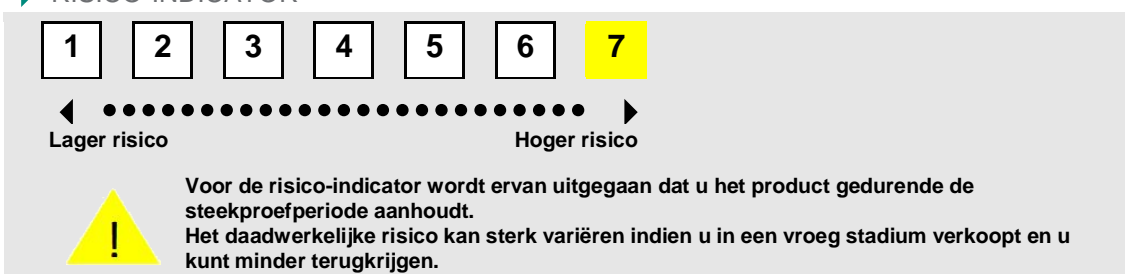 RISICO-INDICATOR
1 2 3 4 5 6 7
Lager risico Hoger risico
Voor de risico-indicator wordt ervan uitgegaan dat u het product gedurende de
steekproefperiode aanhoudt.
Het daadwerkelijke risico kan sterk variëren indien u in een vroeg stadium verkoopt en u
kunt minder terugkrijgen.
!